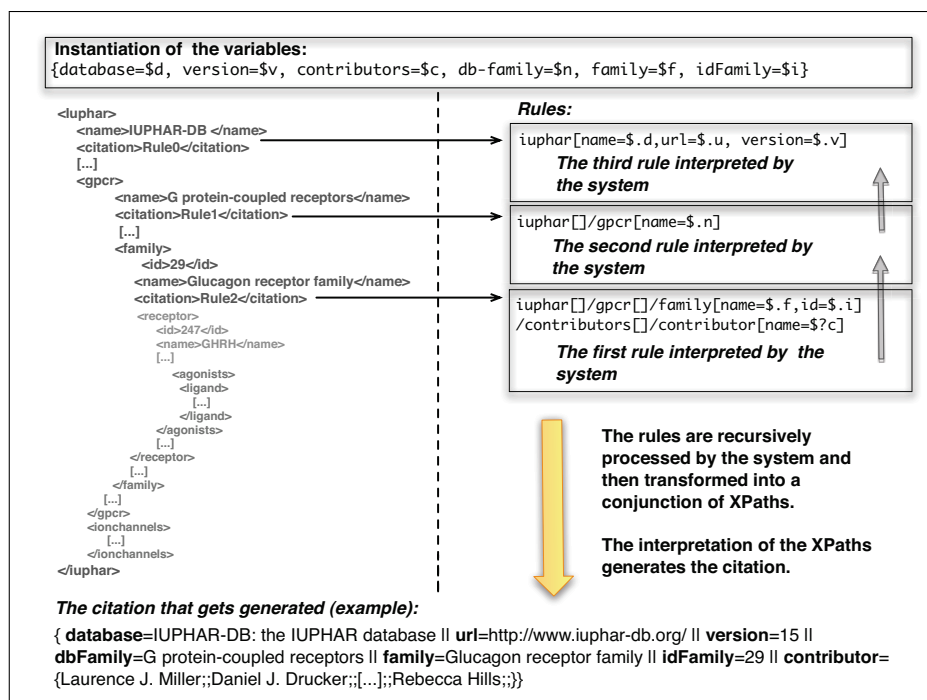 Instantiation of the variables:
{database=$d, version=$v, contributors=$c, db-family=$n, family=$f, idFamily=$i}
<Iuphar>
<name>IUPHAR-DB </name>
<citation>Rule0</citation>
[...]
<gpcr>
<name>G protein-coupled receptors</name>
<citation>Rule1</citation>
[...]
<family>
<id>29</id>
<name>Glucagon receptor family</name>
<citation>Rule2</citation>
<receptor>
<id>247</id>
<name>GHRH</name>
[...]
<agonists>
<ligand>
[...]
</ligand>
</agonists>
[...]
</receptor>
[...]
</family>
[...]
</gpcr>
<ionchannels>
[...]
</ionchannels>
</iuphar>
Rules:
iuphar[name=$.d,url=$.u, version=$.v]
The third rule interpreted by
the system
iuphar[]/gpcr[name=$.n]
The second rule interpreted by
the system
iuphar[]/gpcr[]/family[name=$.f,id=$.i]
/contributors[]/contributor[name=$?c]
The first rule interpreted by the
system
The rules are recursively
processed by the system and
then transformed into a
conjunction of XPaths.
The interpretation of the XPaths
generates the citation.
The citation that gets generated (example):
{ database=IUPHAR-DB: the IUPHAR database || url=http://www.iuphar-db.org/ || version=15 ||
dbFamily=G protein-coupled receptors || family=Glucagon receptor family || idFamily=29 || contributor=
{Laurence J. Miller;;Daniel J. Drucker;;[...];;Rebecca Hills;;}}